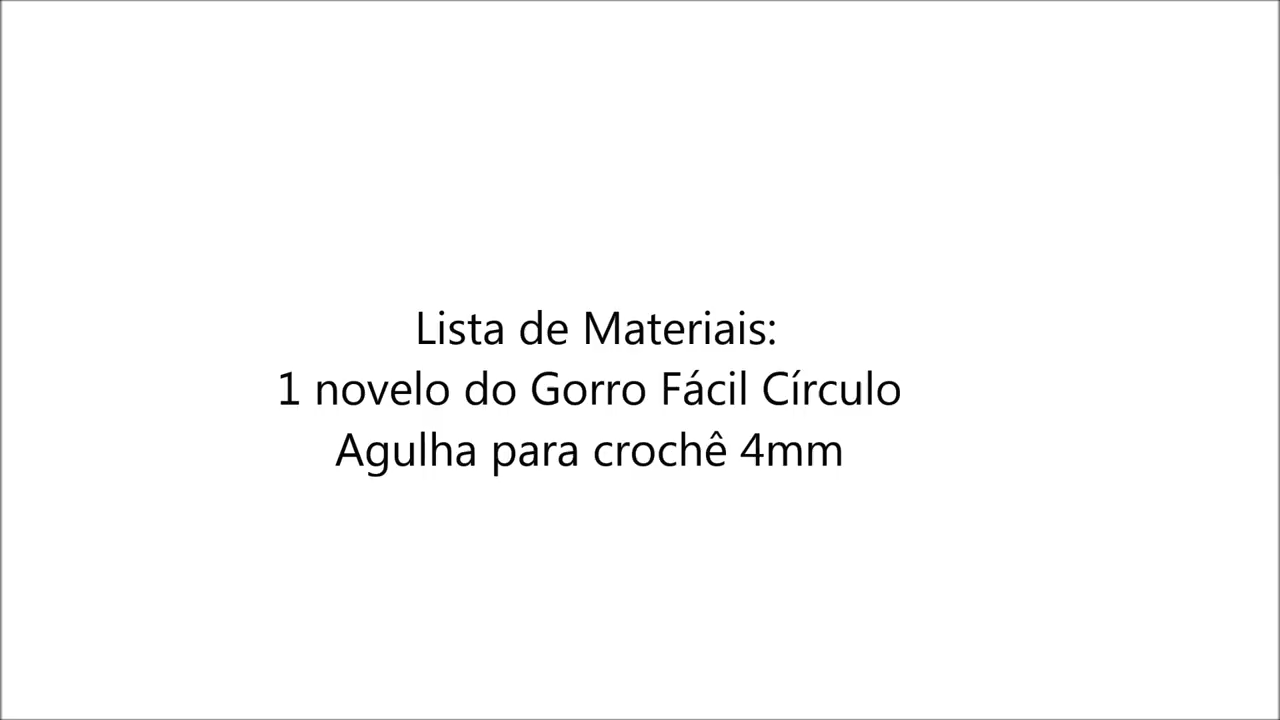 Lista de Materiais:
1 novelo do Gorro Fácil Círculo
Agulha para crochê 4mm